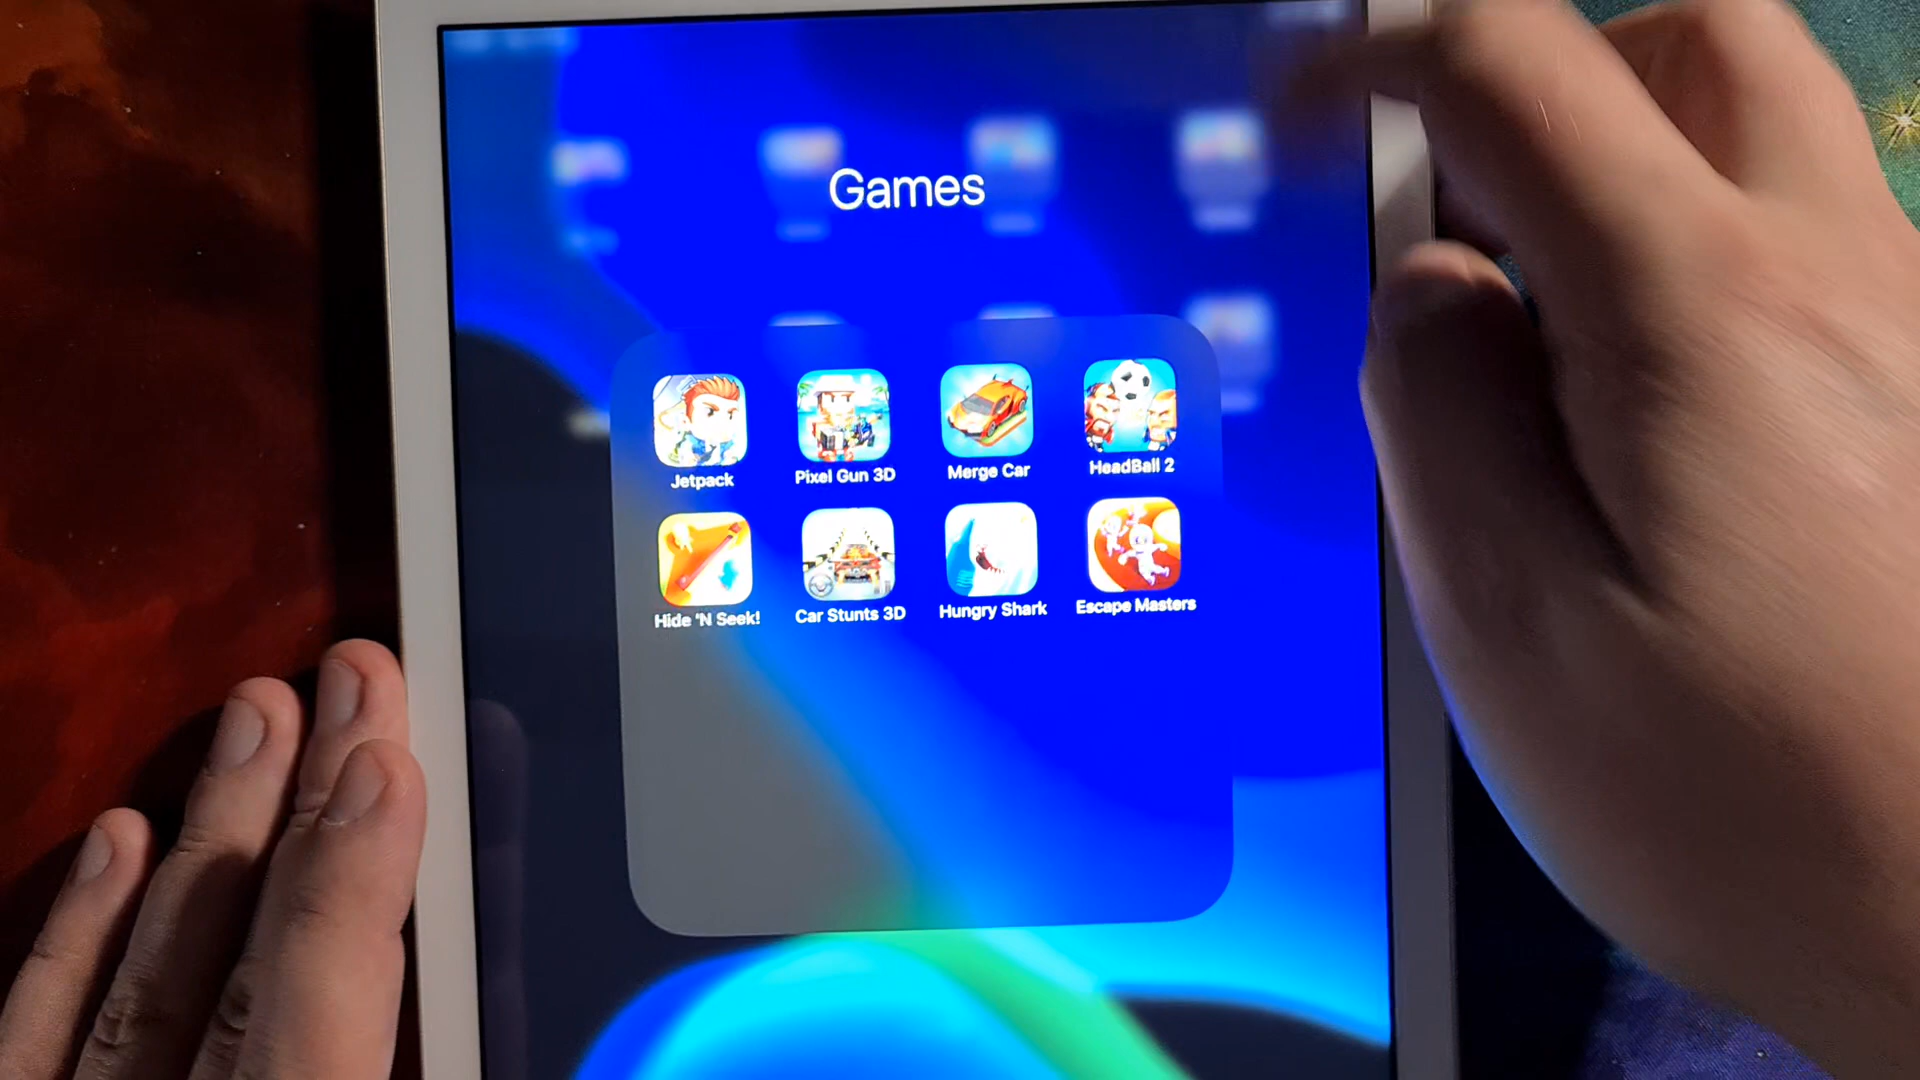 Games
Jetpack Pixel Gun 3D Merge Car HeadBall 2
Hide 'N Seek! Car Stunts 3D Hungry Shark Escape Masters